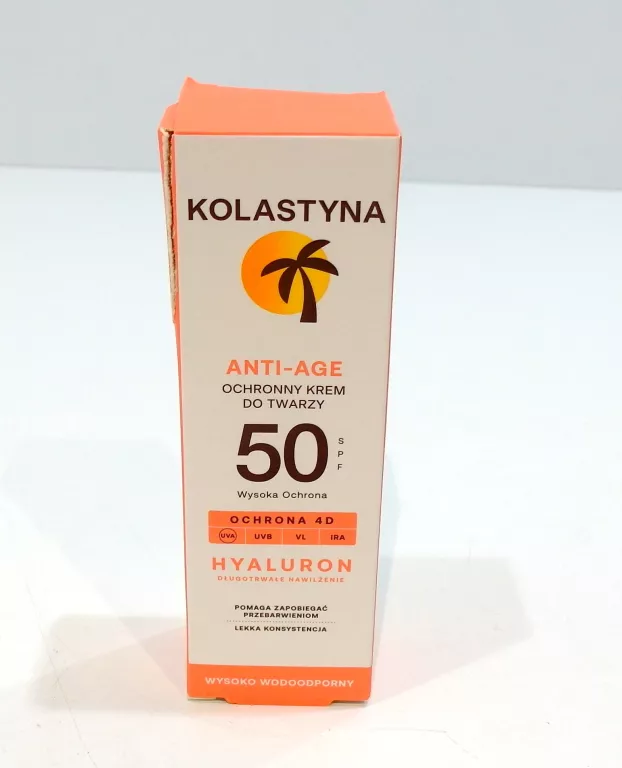 KOLASTYNA
ANTI-AGE
OCHRONNY KREM
DO TWARZY
50 SPF
Wysoka Ochrona
OCHRONA 4D
UVA UVB VL IRA
HYALURON
DŁUGOTRWAŁE NAWILŻENIE
POMAGA ZAPOBIEGAĆ
PRZEBARWIENIOM
LEKKA KONSYSTENCJA
WYSOKO WODOODPORNY